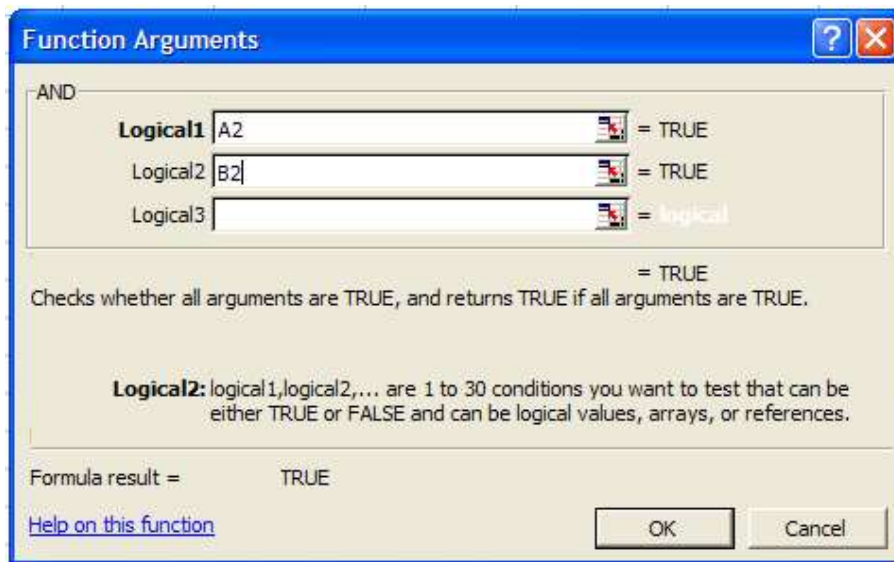 Function Arguments
AND
Logical1 A2 = TRUE
Logical2 B2 = TRUE
Logical3 = logical
= TRUE
Checks whether all arguments are TRUE, and returns TRUE if all arguments are TRUE.
Logical2: logical1,logical2,... are 1 to 30 conditions you want to test that can be
either TRUE or FALSE and can be logical values, arrays, or references.
Formula result = TRUE
Help on this function
OK Cancel